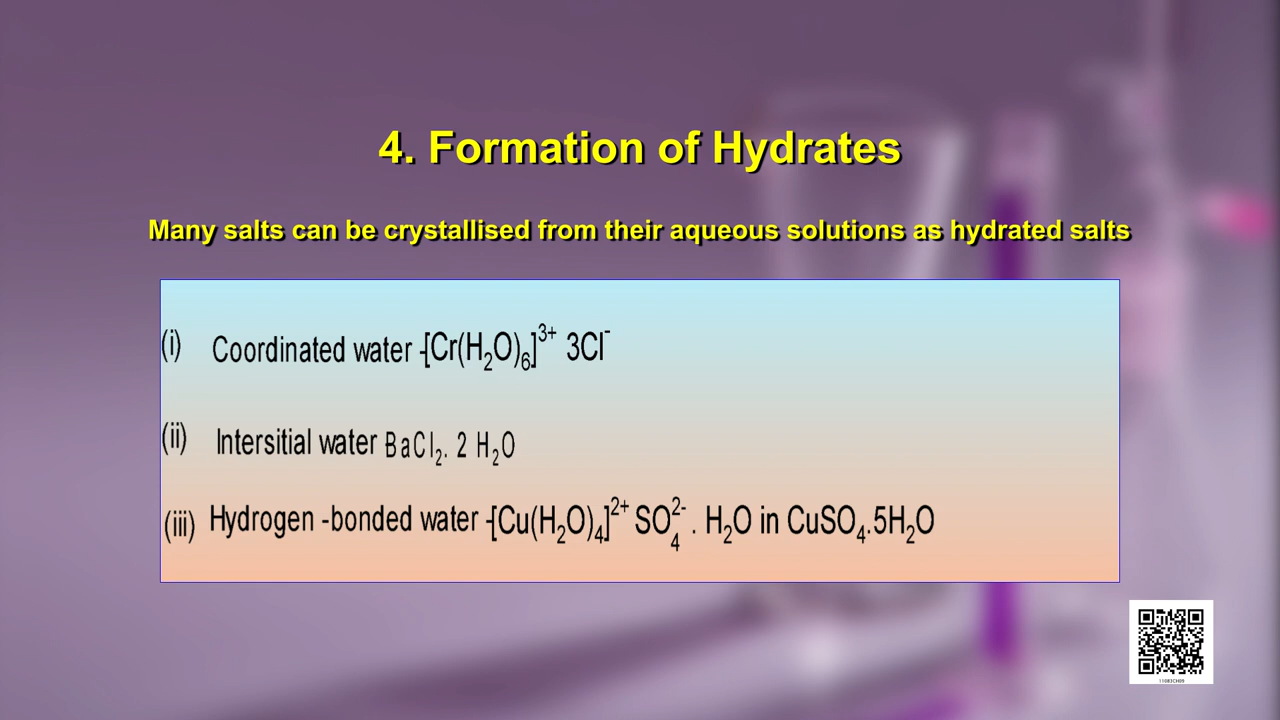 4. Formation of Hydrates
Many salts can be crystallised from their aqueous solutions as hydrated salts
(i) Coordinated water -[Cr(H₂O)₆]³⁺ 3Cl⁻
(ii) Intersitial water BaCl₂. 2 H₂O
(iii) Hydrogen -bonded water -[Cu(H₂O)₄]²⁺ SO₄²⁻ . H₂O in CuSO₄.5H₂O
11083CH09